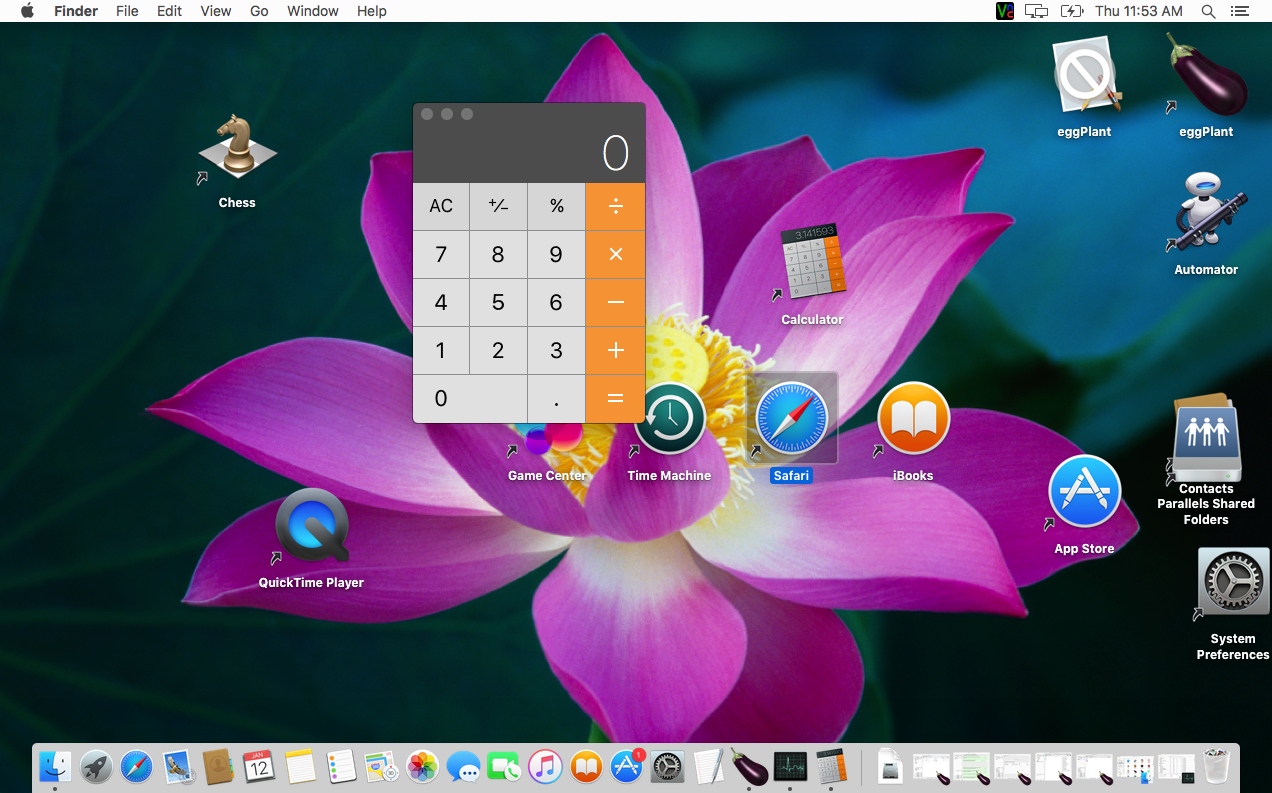 Finder File Edit View Go Window Help Thu 11:53 AM
eggPlant
eggPlant
Chess
0
AC +/− % ÷
7 8 9 ×
4 5 6 −
1 2 3 +
0 . =
Automator
3.141593
Calculator
Game Center
Time Machine
Safari
iBooks
Contacts
Parallels Shared
Folders
App Store
QuickTime Player
System
Preferences
JAN
12
1